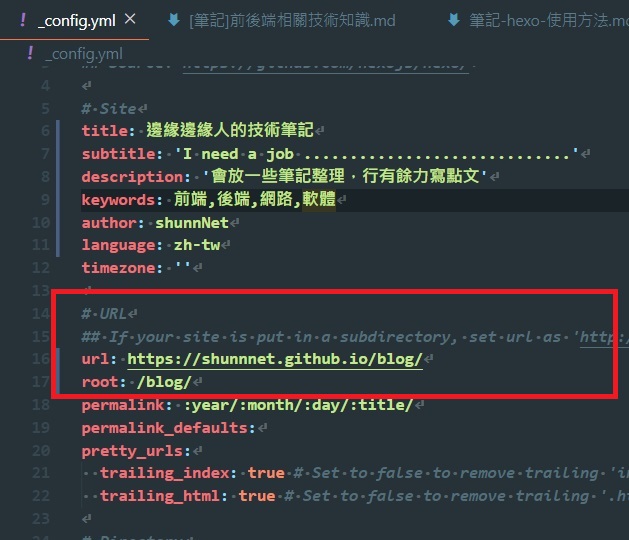 _config.yml
[筆記]前後端相關技術知識.md
筆記-hexo-使用方法.mo
_config.yml
## Source: https://github.com/hexojs/hexo/
4
5 # Site
6 title: 邊緣邊緣人的技術筆記
7 subtitle: 'I need a job .............................'
8 description: '會放一些筆記整理，行有餘力寫點文'
9 keywords: 前端,後端,網路,軟體
10 author: shunnNet
11 language: zh-tw
12 timezone: ''
13
14 # URL
15 ## If your site is put in a subdirectory, set url as 'http:/
16 url: https://shunnnet.github.io/blog/
17 root: /blog/
18 permalink: :year/:month/:day/:title/
19 permalink_defaults:
20 pretty_urls:
21 trailing_index: true # Set to false to remove trailing 'in
22 trailing_html: true # Set to false to remove trailing '.ht
23
# Directory